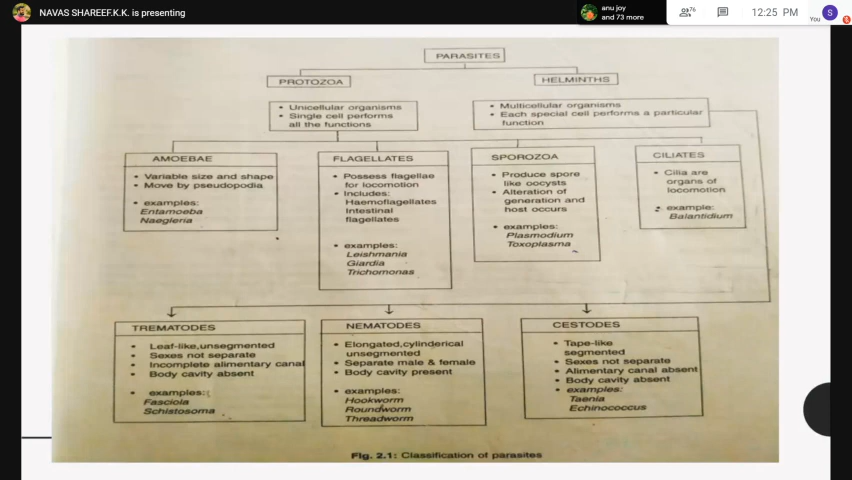 NAVAS SHAREEF.K.K. is presenting
anu joy
and 73 more
76
12:25 PM
You
S
PARASITES
PROTOZOA
HELMINTHS
• Unicellular organisms
• Single cell performs
all the functions
• Multicellular organisms
• Each special cell performs a particular
function
AMOEBAE
• Variable size and shape
• Move by pseudopodia
• examples:
Entamoeba
Naegleria
FLAGELLATES
• Possess flagellae
for locomotion
• Includes:
Haemoflagellates
Intestinal
flagellates
• examples:
Leishmania
Giardia
Trichomonas
SPOROZOA
• Produce spore
like oocysts
• Alteration of
generation and
host occurs
• examples:
Plasmodium
Toxoplasma
CILIATES
• Cilia are
organs of
locomotion
• example:
Balantidium
TREMATODES
• Leaf-like,unsegmented
• Sexes not separate
• Incomplete alimentary canal
• Body cavity absent
• examples:
Fasciola
Schistosoma
NEMATODES
• Elongated,cylinderical
unsegmented
• Separate male & female
• Body cavity present
• examples:
Hookworm
Roundworm
Threadworm
CESTODES
• Tape-like
segmented
• Sexes not separate
• Alimentary canal absent
• Body cavity absent
• examples:
Taenia
Echinococcus
Fig. 2.1: Classification of parasites